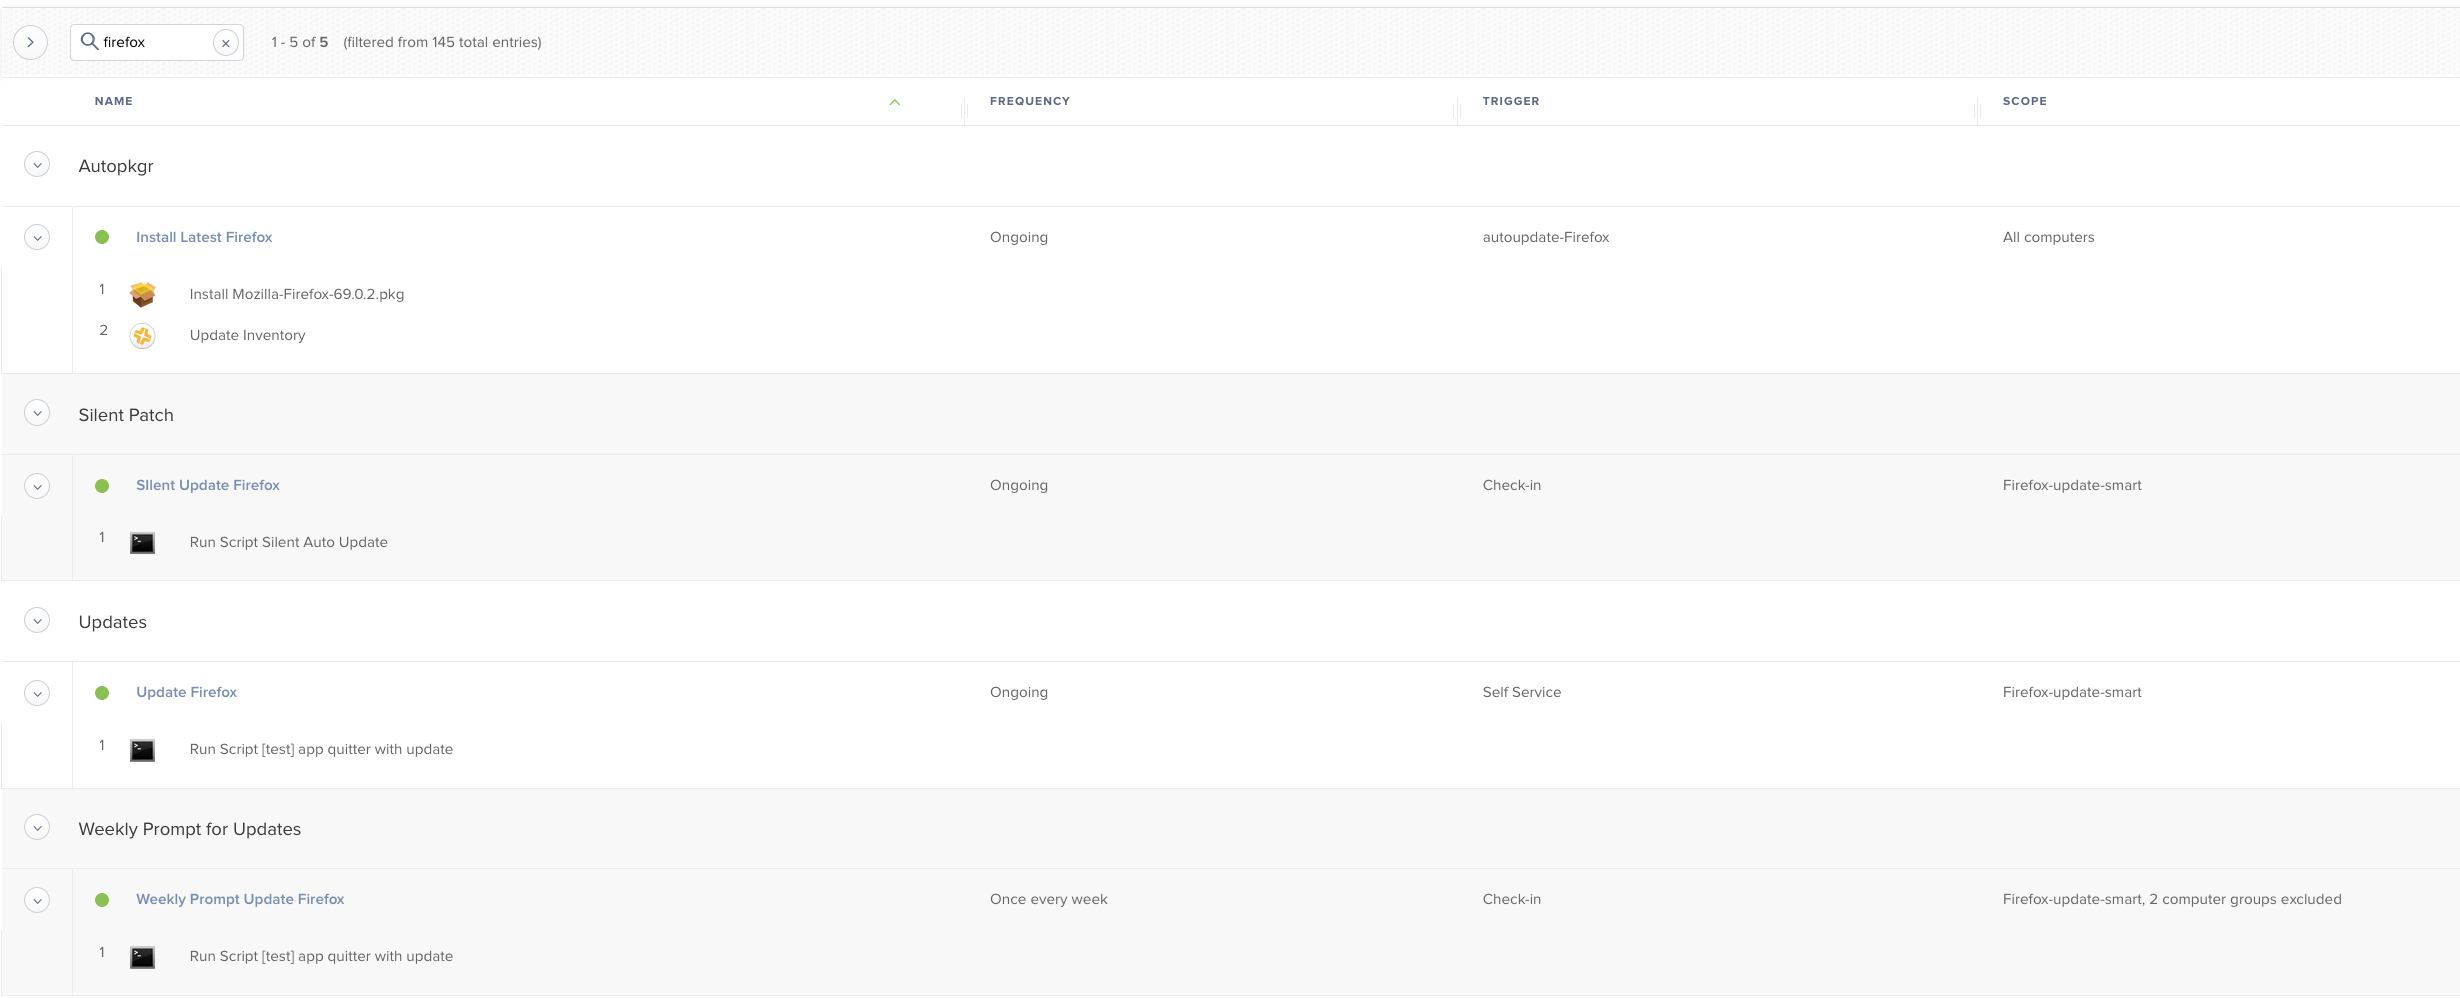 firefox
1 - 5 of 5 (filtered from 145 total entries)
NAME FREQUENCY TRIGGER SCOPE
Autopkgr
Install Latest Firefox Ongoing autoupdate-Firefox All computers
1 Install Mozilla-Firefox-69.0.2.pkg
2 Update Inventory
Silent Patch
SIlent Update Firefox Ongoing Check-in Firefox-update-smart
1 Run Script Silent Auto Update
Updates
Update Firefox Ongoing Self Service Firefox-update-smart
1 Run Script [test] app quitter with update
Weekly Prompt for Updates
Weekly Prompt Update Firefox Once every week Check-in Firefox-update-smart, 2 computer groups excluded
1 Run Script [test] app quitter with update